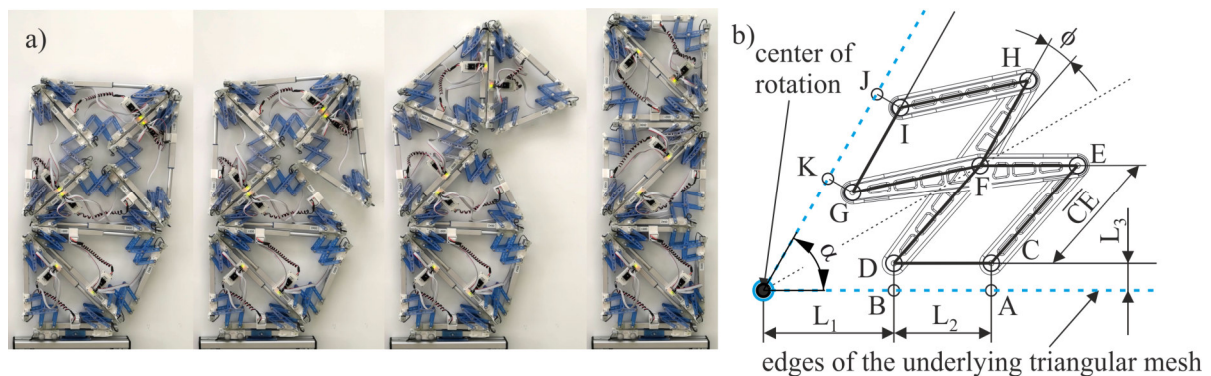 a)
b)
center of
rotation
H
ϕ
J
I
K
E
G
F
CE
L3
α
D
C
B
A
L1
L2
edges of the underlying triangular mesh